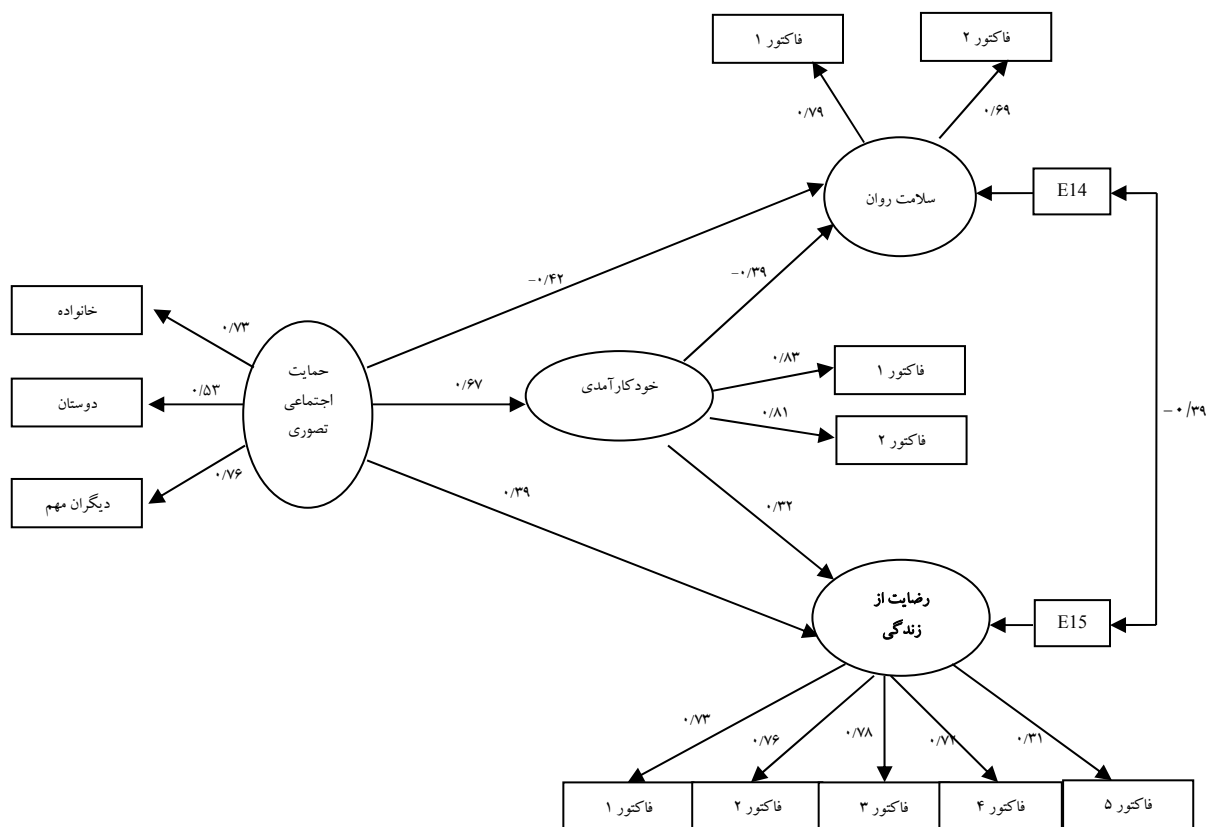 فاکتور ۱
فاکتور ۲
۰/۷۹
۰/۶۹
سلامت روان
E14
−۰/۴۲
−۰/۳۹
خانواده
۰/۷۳
دوستان
۰/۵۳
دیگران مهم
۰/۷۶
حمایت
اجتماعی
تصوری
۰/۶۷
خودکارآمدی
۰/۸۳
فاکتور ۱
۰/۸۱
فاکتور ۲
−۰/۳۹
۰/۳۹
۰/۳۲
رضایت از
زندگی
E15
۰/۷۳
۰/۷۶
۰/۷۸
۰/۷۲
۰/۳۱
فاکتور ۱
فاکتور ۲
فاکتور ۳
فاکتور ۴
فاکتور ۵